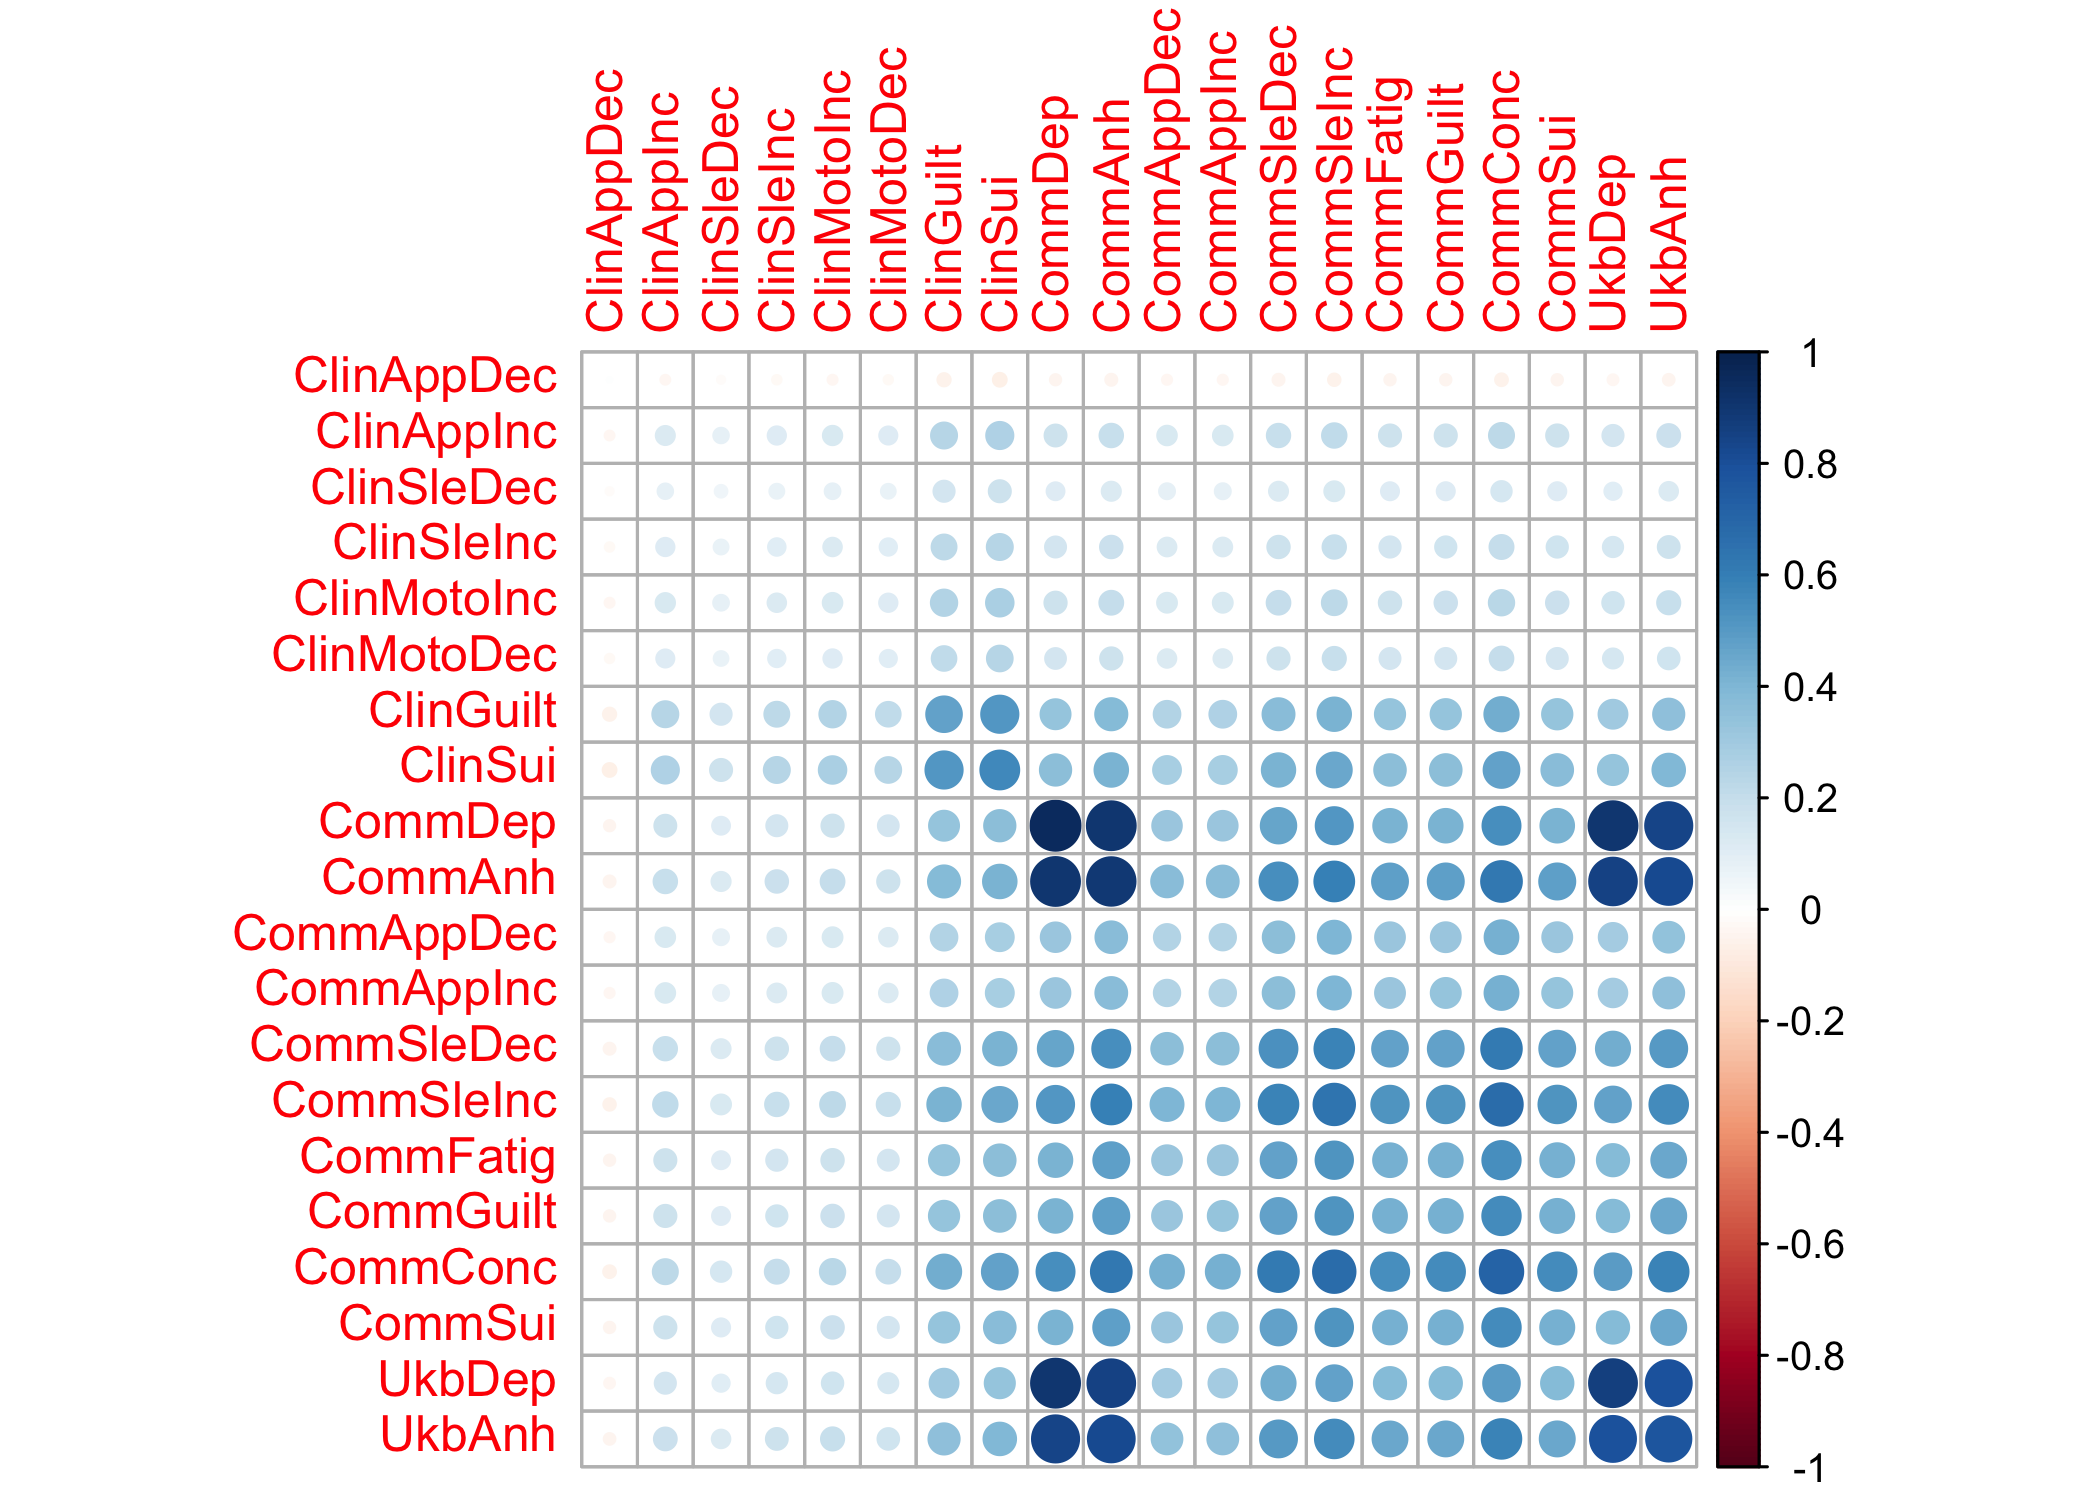 ClinAppDec
ClinAppInc
ClinSleDec
ClinSleInc
ClinMotoInc
ClinMotoDec
ClinGuilt
ClinSui
CommDep
CommAnh
CommAppDec
CommAppInc
CommSleDec
CommSleInc
CommFatig
CommGuilt
CommConc
CommSui
UkbDep
UkbAnh
ClinAppDec
ClinAppInc
ClinSleDec
ClinSleInc
ClinMotoInc
ClinMotoDec
ClinGuilt
ClinSui
CommDep
CommAnh
CommAppDec
CommAppInc
CommSleDec
CommSleInc
CommFatig
CommGuilt
CommConc
CommSui
UkbDep
UkbAnh
1
0.8
0.6
0.4
0.2
0
-0.2
-0.4
-0.6
-0.8
-1